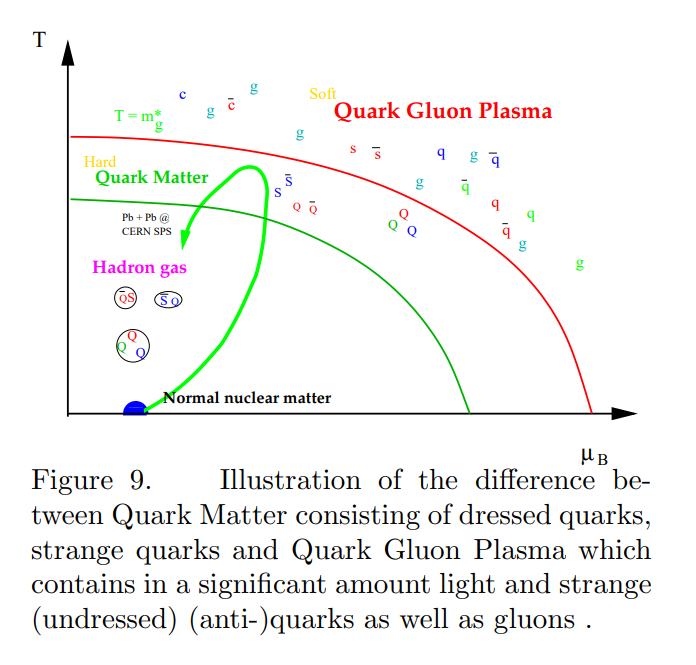 T
c
g
c̄
g
Soft
T = m*g
Quark Gluon Plasma
g
s s̄
q g q̄
Hard
Quark Matter
s s̄
g
q̄
Q Q̄
q
Q
q
Pb + Pb @
CERN SPS
Q Q
q̄
g
Hadron gas
g
Q̄S
S̄ Q
Q
Q Q
Normal nuclear matter
μB
Figure 9. Illustration of the difference be-
tween Quark Matter consisting of dressed quarks,
strange quarks and Quark Gluon Plasma which
contains in a significant amount light and strange
(undressed) (anti-)quarks as well as gluons .